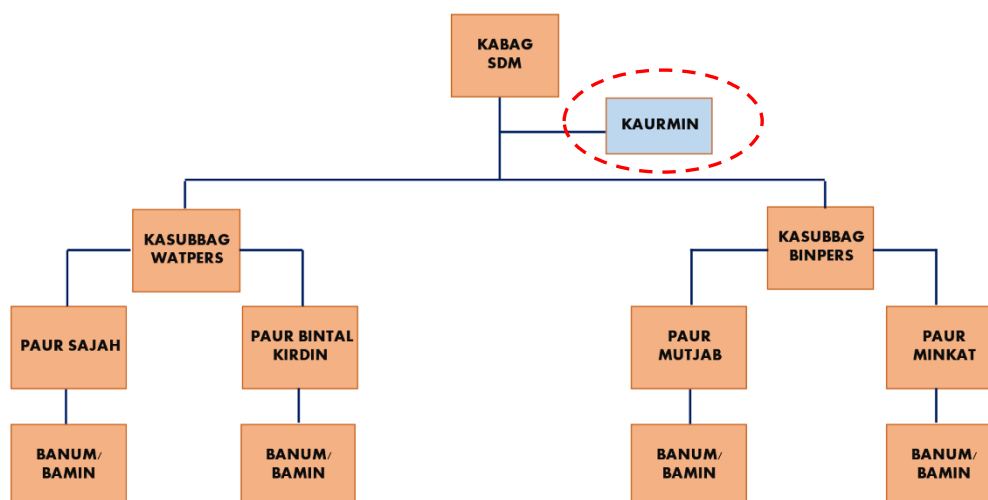 KABAG
SDM
KAURMIN
KASUBBAG
WATPERS
KASUBBAG
BINPERS
PAUR SAJAH
PAUR BINTAL
KIRDIN
PAUR
MUTJAB
PAUR
MINKAT
BANUM/
BAMIN
BANUM/
BAMIN
BANUM/
BAMIN
BANUM/
BAMIN